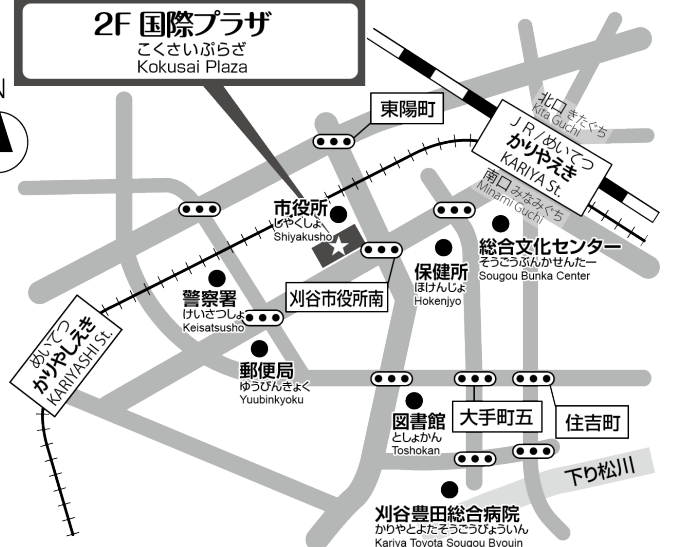 2F 国際プラザ
こくさいぷらざ
Kokusai Plaza
N
東陽町
北口 きたぐち
Kita Guchi
JR/めいてつ
かりやえき
KARIYA St.
南口 みなみぐち
Minami Guchi
市役所
しやくしょ
Shiyakusho
総合文化センター
そうごうぶんかせんたー
Sougou Bunka Center
保健所
ほけんじょ
Hokenjyo
刈谷市役所南
警察署
けいさつしょ
Keisatsusho
めいてつ
かりやしえき
KARIYASHI St.
郵便局
ゆうびんきょく
Yuubinkyoku
図書館
としょかん
Toshokan
大手町五
住吉町
下り松川
刈谷豊田総合病院
かりやとよたそうごうびょういん
Kariya Toyota Sougou Byouin